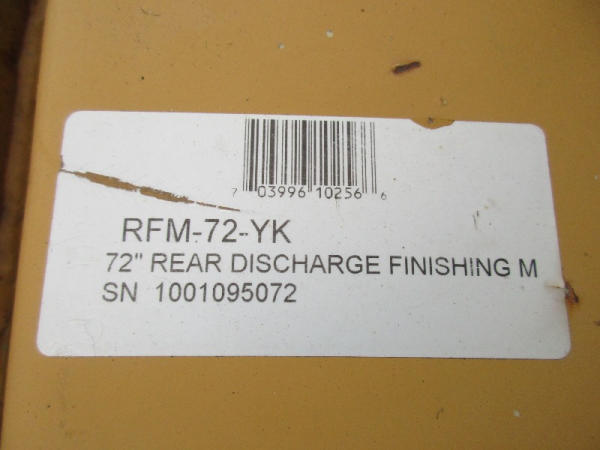 7 03996 10256 6
RFM-72-YK
72" REAR DISCHARGE FINISHING M
SN 1001095072